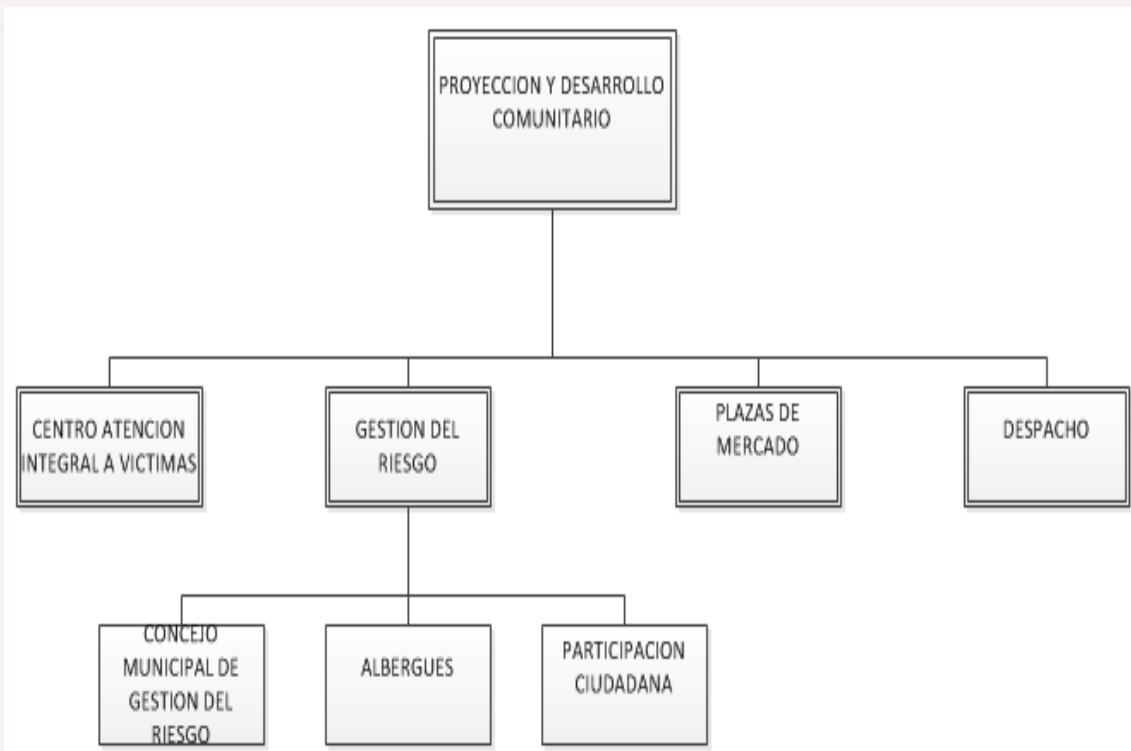 PROYECCION Y DESARROLLO
COMUNITARIO
CENTRO ATENCION
INTEGRAL A VICTIMAS
GESTION DEL
RIESGO
PLAZAS DE
MERCADO
DESPACHO
CONCEJO
MUNICIPAL DE
GESTION DEL
RIESGO
ALBERGUES
PARTICIPACION
CIUDADANA